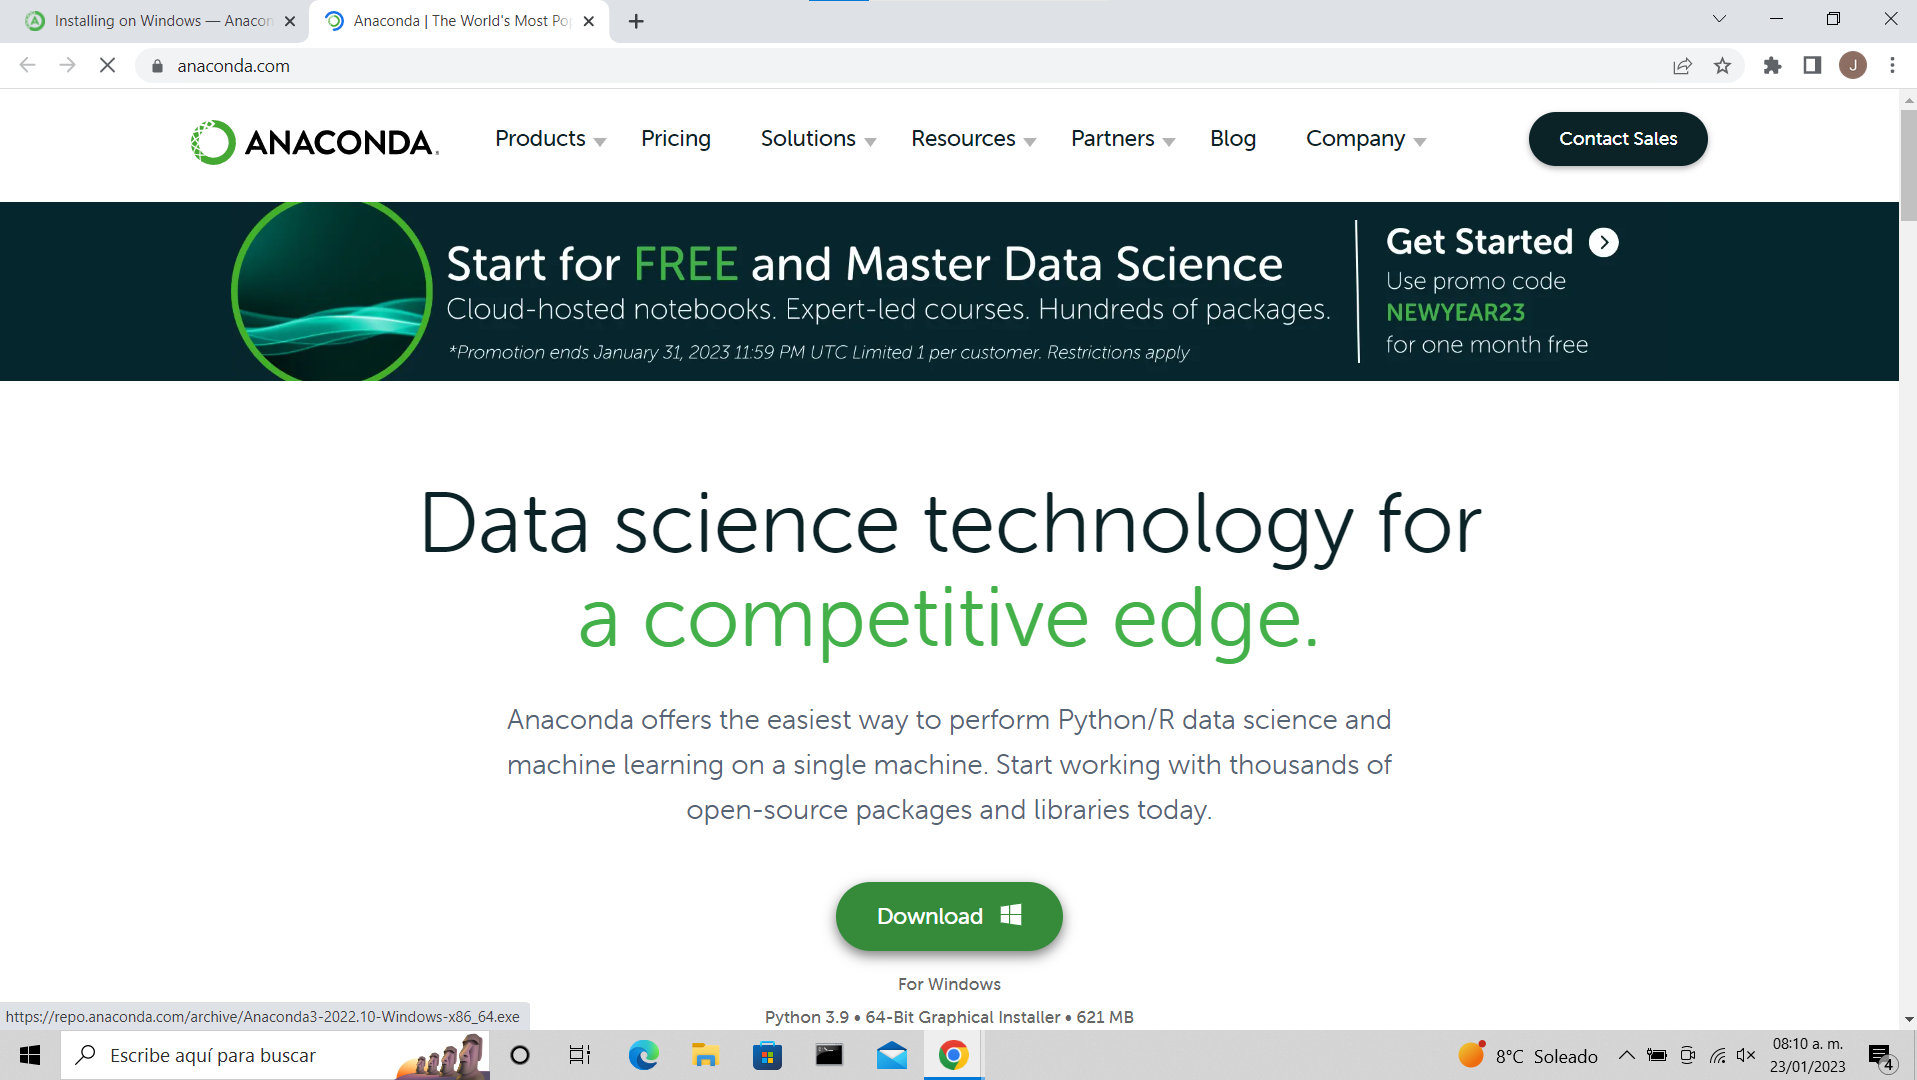 Installing on Windows — Anacon
Anaconda | The World's Most Po
anaconda.com
J
ANACONDA.
Products
Pricing
Solutions
Resources
Partners
Blog
Company
Contact Sales
Start for FREE and Master Data Science
Cloud-hosted notebooks. Expert-led courses. Hundreds of packages.
*Promotion ends January 31, 2023 11:59 PM UTC Limited 1 per customer. Restrictions apply
Get Started
Use promo code
NEWYEAR23
for one month free
Data science technology for
a competitive edge.
Anaconda offers the easiest way to perform Python/R data science and
machine learning on a single machine. Start working with thousands of
open-source packages and libraries today.
Download
For Windows
Python 3.9 • 64-Bit Graphical Installer • 621 MB
https://repo.anaconda.com/archive/Anaconda3-2022.10-Windows-x86_64.exe
Escribe aquí para buscar
8°C Soleado
08:10 a. m.
23/01/2023
4